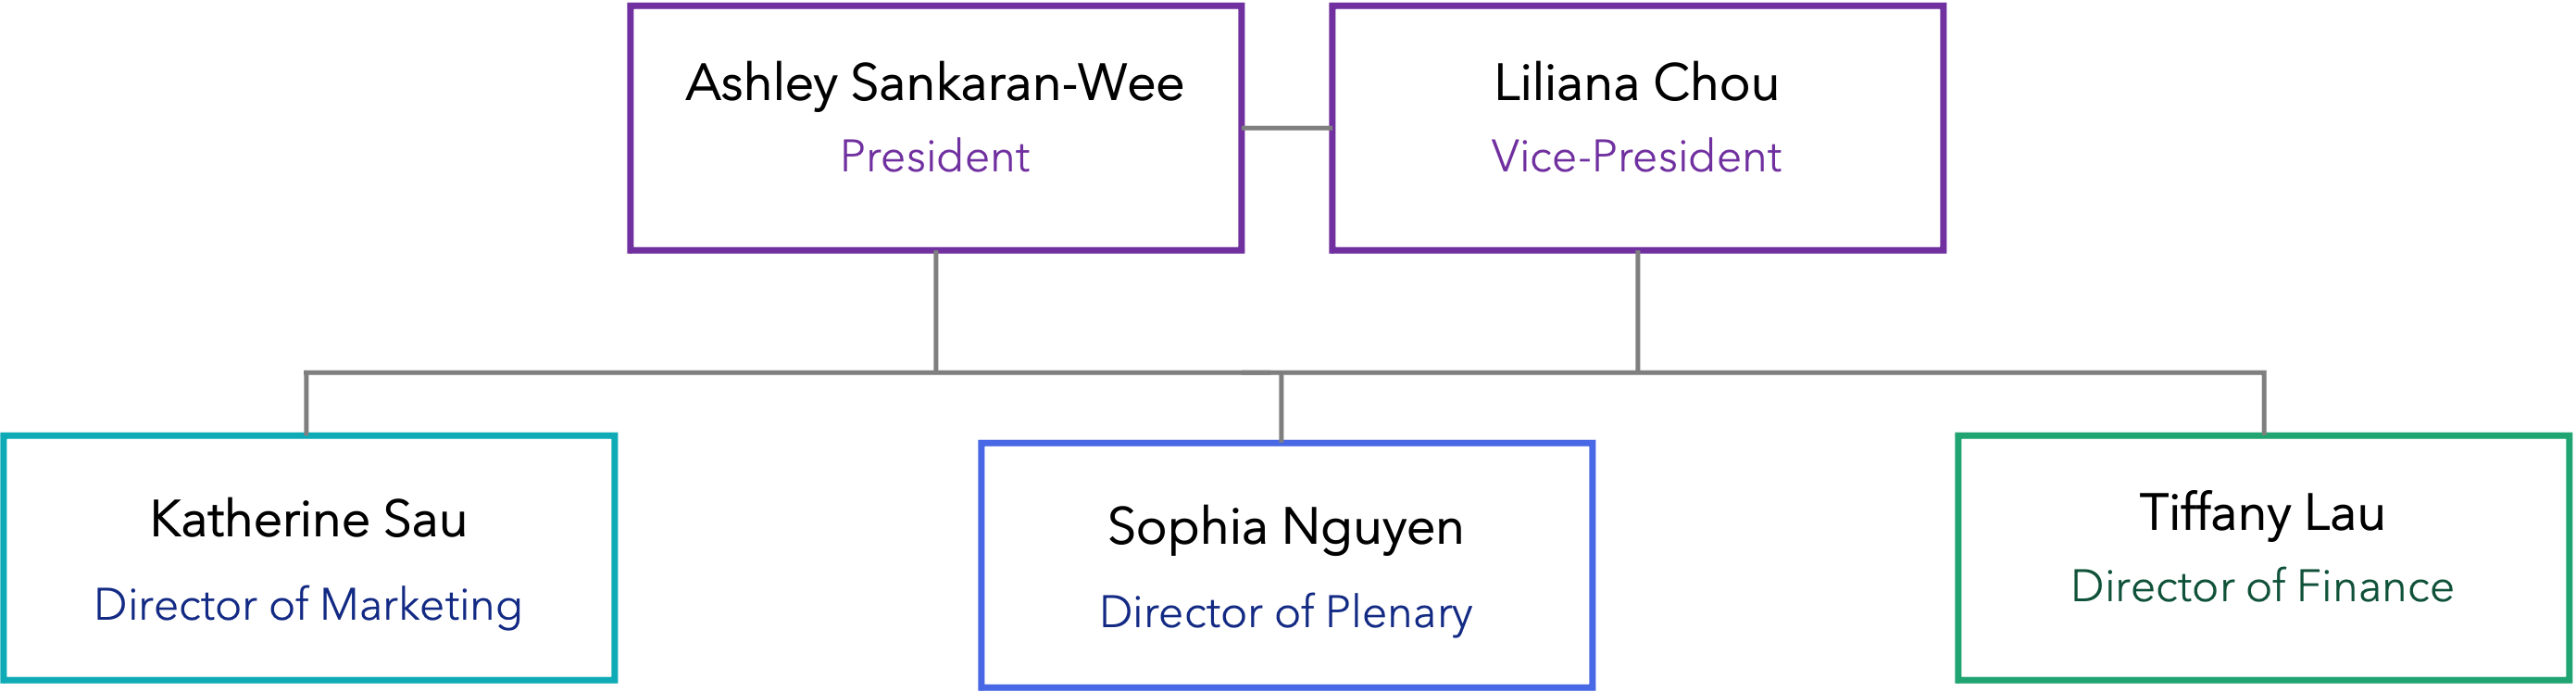 Ashley Sankaran-Wee
President
Liliana Chou
Vice-President
Katherine Sau
Director of Marketing
Sophia Nguyen
Director of Plenary
Tiffany Lau
Director of Finance